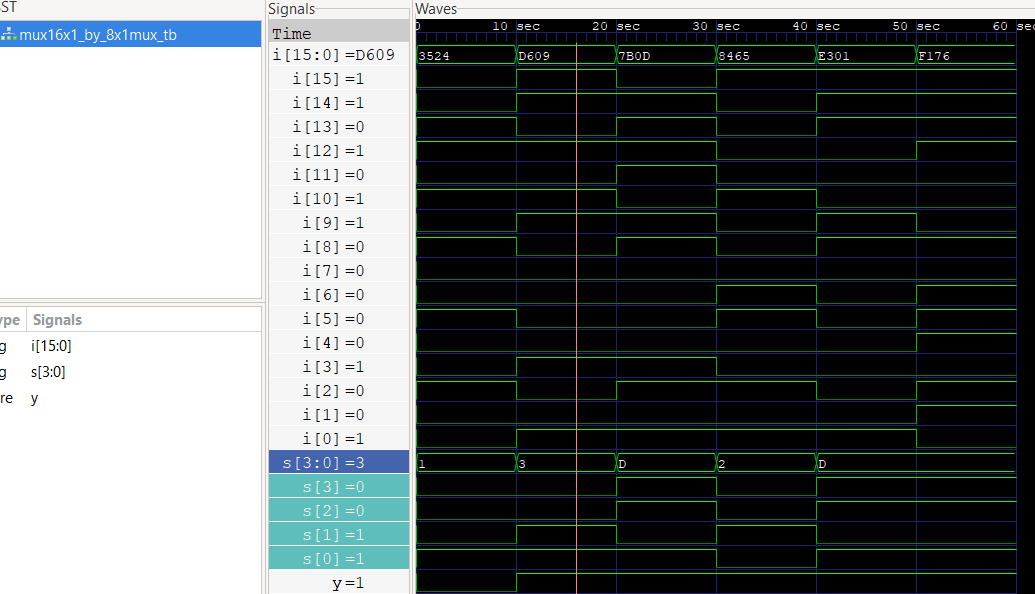 ST
mux16x1_by_8x1mux_tb
ype Signals
g i[15:0]
g s[3:0]
re y
Signals
Time
i[15:0] =D609
i[15] =1
i[14] =1
i[13] =0
i[12] =1
i[11] =0
i[10] =1
i[9] =1
i[8] =0
i[7] =0
i[6] =0
i[5] =0
i[4] =0
i[3] =1
i[2] =0
i[1] =0
i[0] =1
s[3:0] =3
s[3] =0
s[2] =0
s[1] =1
s[0] =1
y =1
Waves
0 10 sec 20 sec 30 sec 40 sec 50 sec 60 sec
3524 D609 7B0D 8465 E301 F176
1 3 D 2 D